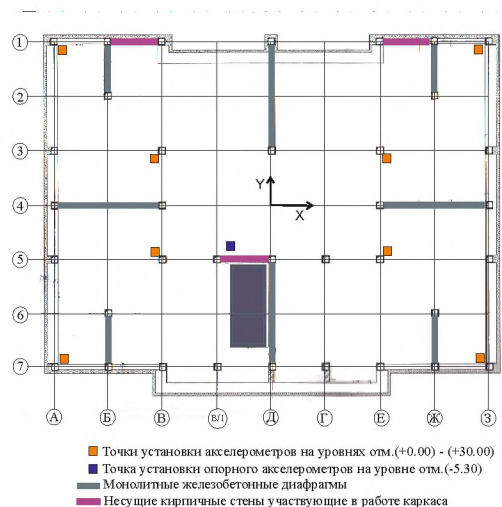 1
2
3
4
5
6
7
Y
X
А Б В В/1 Д Г Е Ж З
Точки установки акселерометров на уровнях отм.(+0.00) - (+30.00)
Точка установки опорного акселерометров на уровне отм.(-5.30)
Монолитные железобетонные диафрагмы
Несущие кирпичные стены участвующие в работе каркаса